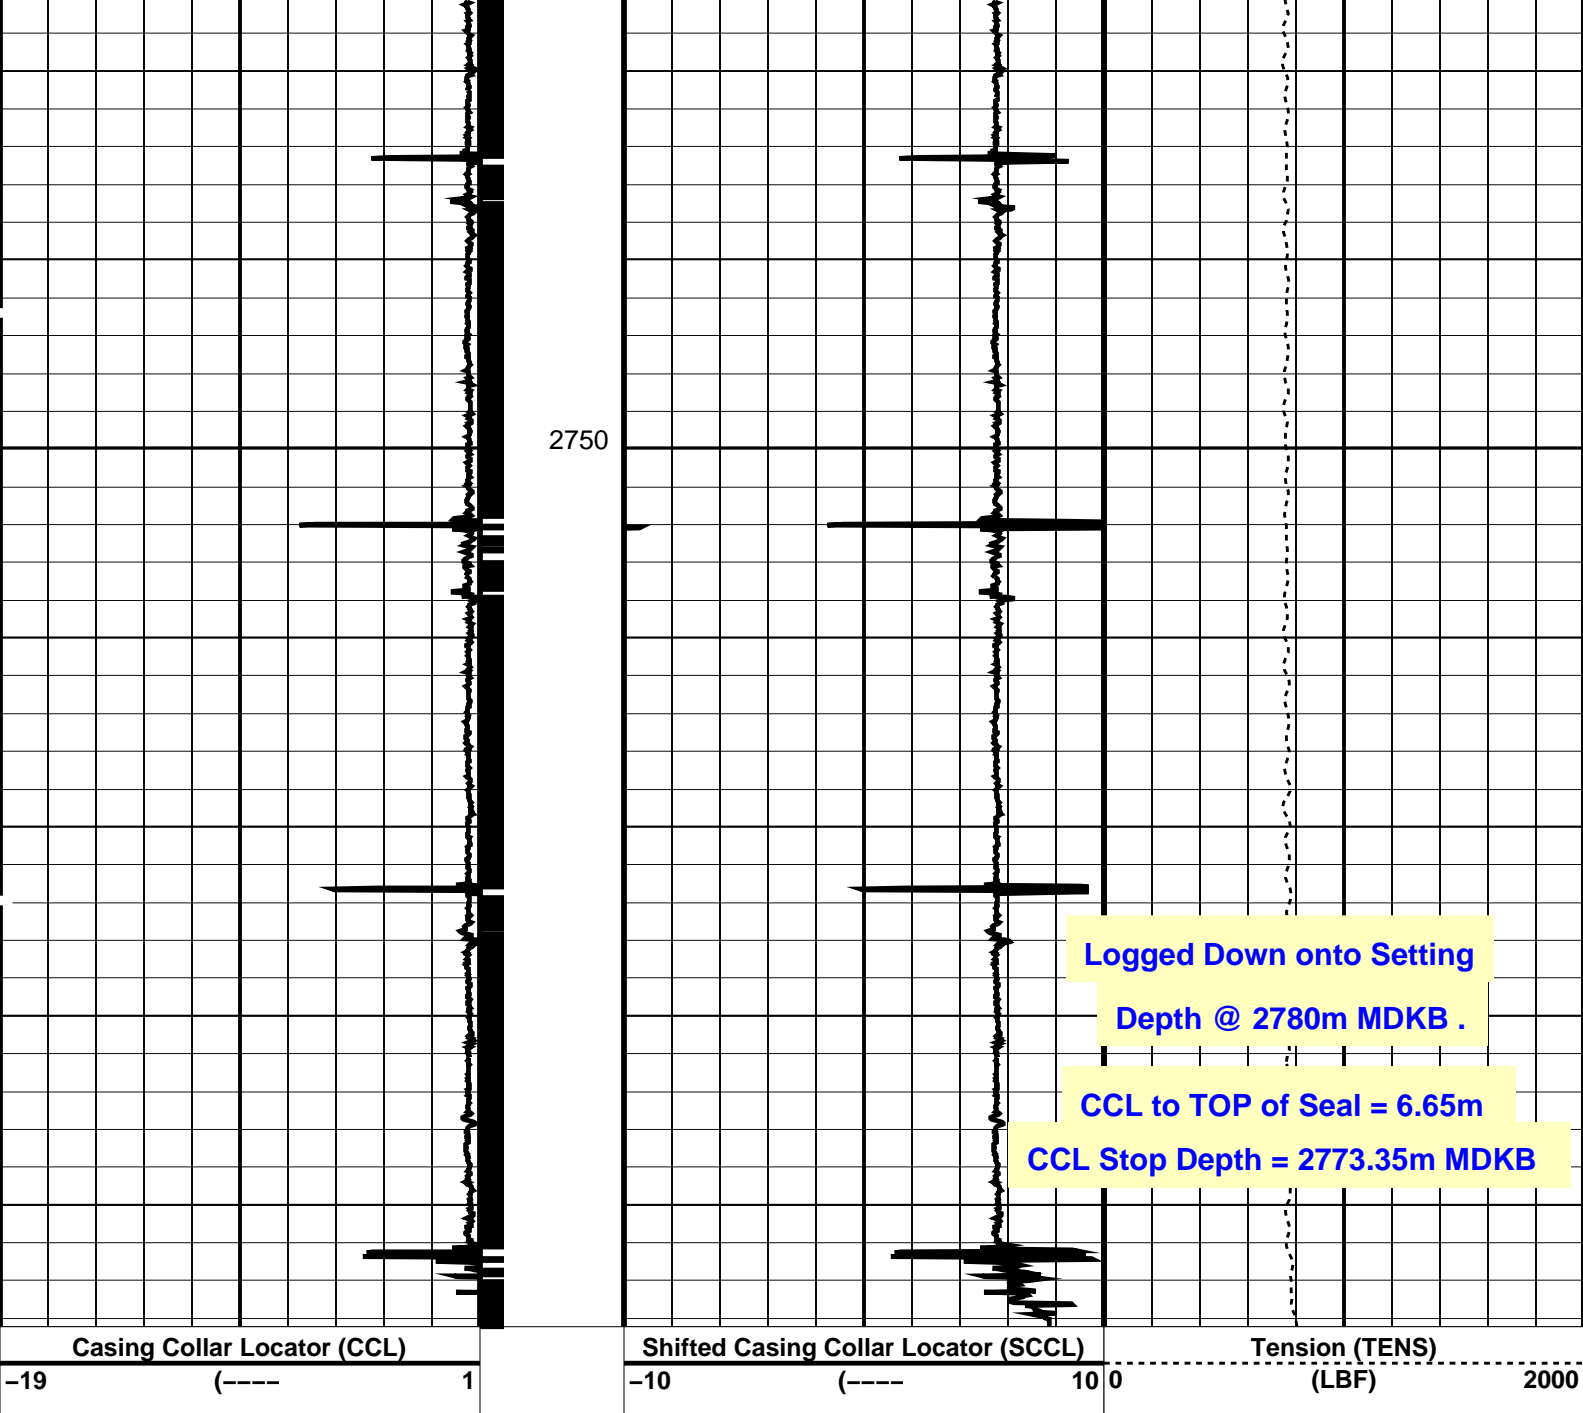 2750
Logged Down onto Setting
Depth @ 2780m MDKB .
CCL to TOP of Seal = 6.65m
CCL Stop Depth = 2773.35m MDKB
Casing Collar Locator (CCL)
−19 (−−−− 1
Shifted Casing Collar Locator (SCCL)
−10 (−−−− 10
Tension (TENS)
0 (LBF) 2000